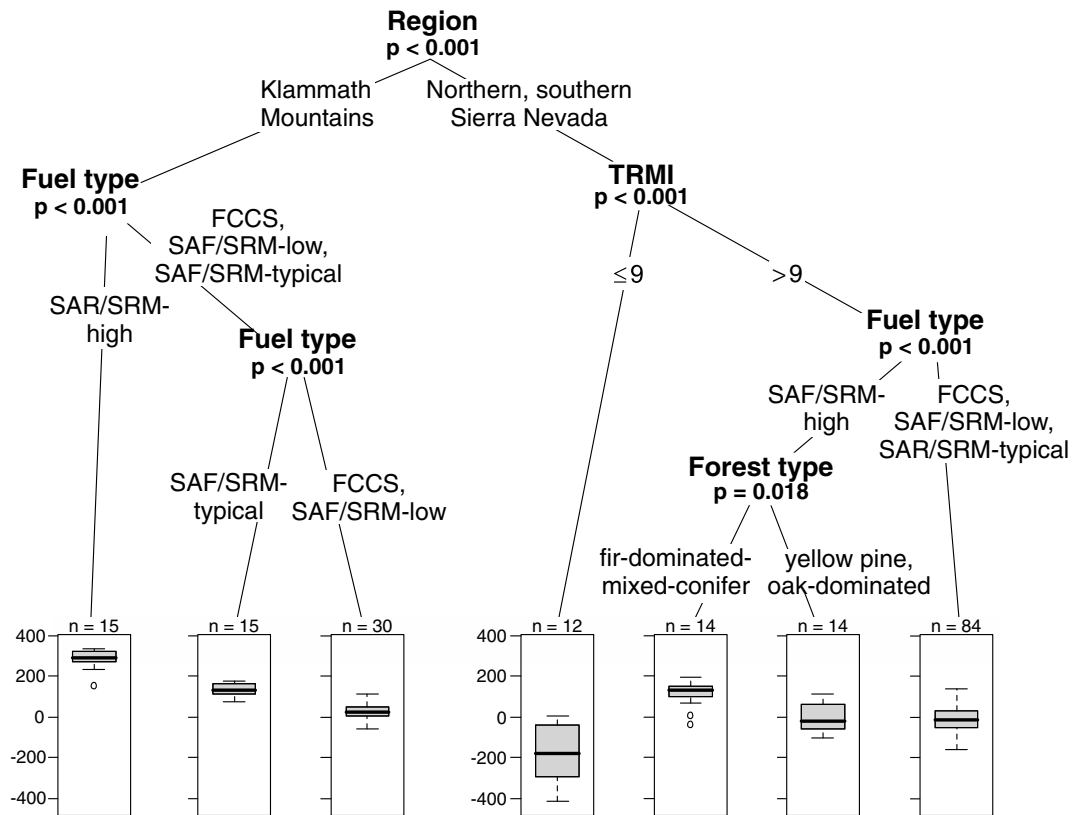 Region
p < 0.001
Klammath
Mountains
Northern, southern
Sierra Nevada
Fuel type
p < 0.001
TRMI
p < 0.001
FCCS,
SAF/SRM-low,
SAF/SRM-typical
≤9
>9
SAR/SRM-
high
Fuel type
p < 0.001
Fuel type
p < 0.001
SAF/SRM-
high
FCCS,
SAF/SRM-low,
SAR/SRM-typical
Forest type
p = 0.018
SAF/SRM-
typical
FCCS,
SAF/SRM-low
fir-dominated-
mixed-conifer
yellow pine,
oak-dominated
n = 15
n = 15
n = 30
n = 12
n = 14
n = 14
n = 84
400
200
0
-200
-400
400
200
0
-200
-400